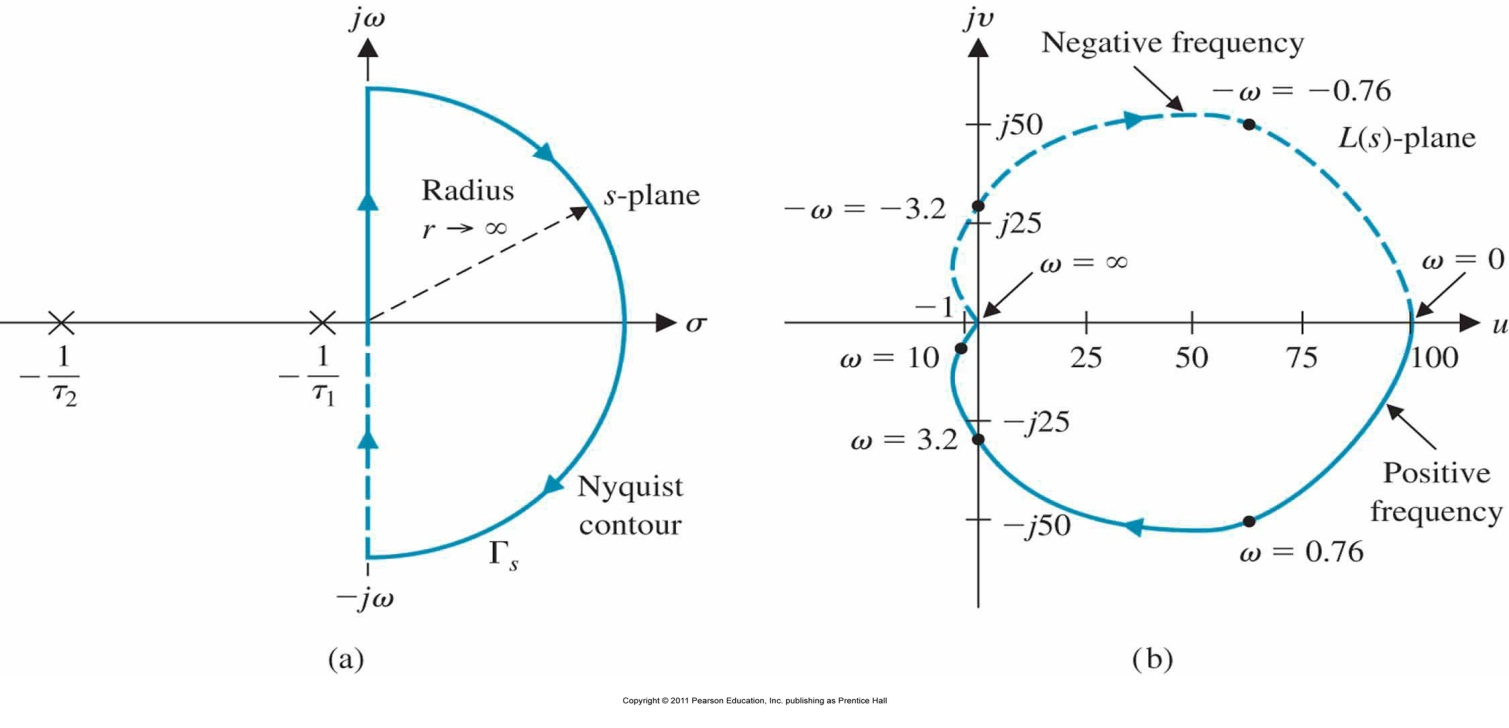 jω
Radius
r → ∞
s-plane
σ
− 1/τ2
− 1/τ1
Nyquist
contour
Γs
−jω
(a)
jv
Negative frequency
−ω = −0.76
j50
L(s)-plane
−ω = −3.2
j25
ω = ∞
ω = 0
−1
u
ω = 10
25
50
75
100
−j25
ω = 3.2
Positive
frequency
−j50
ω = 0.76
(b)
Copyright © 2011 Pearson Education, Inc. publishing as Prentice Hall